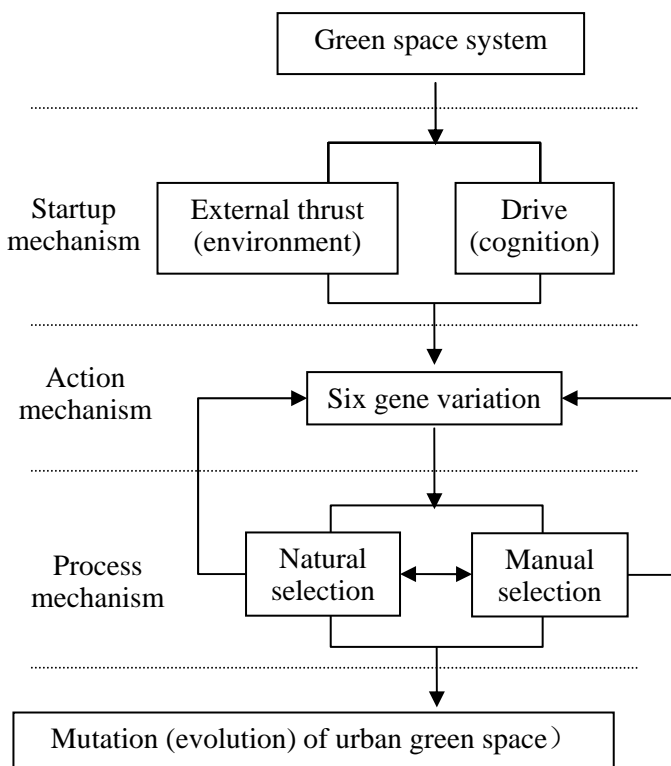 Green space system
Startup
mechanism
External thrust
(environment)
Drive
(cognition)
Action
mechanism
Six gene variation
Process
mechanism
Natural
selection
Manual
selection
Mutation (evolution) of urban green space）